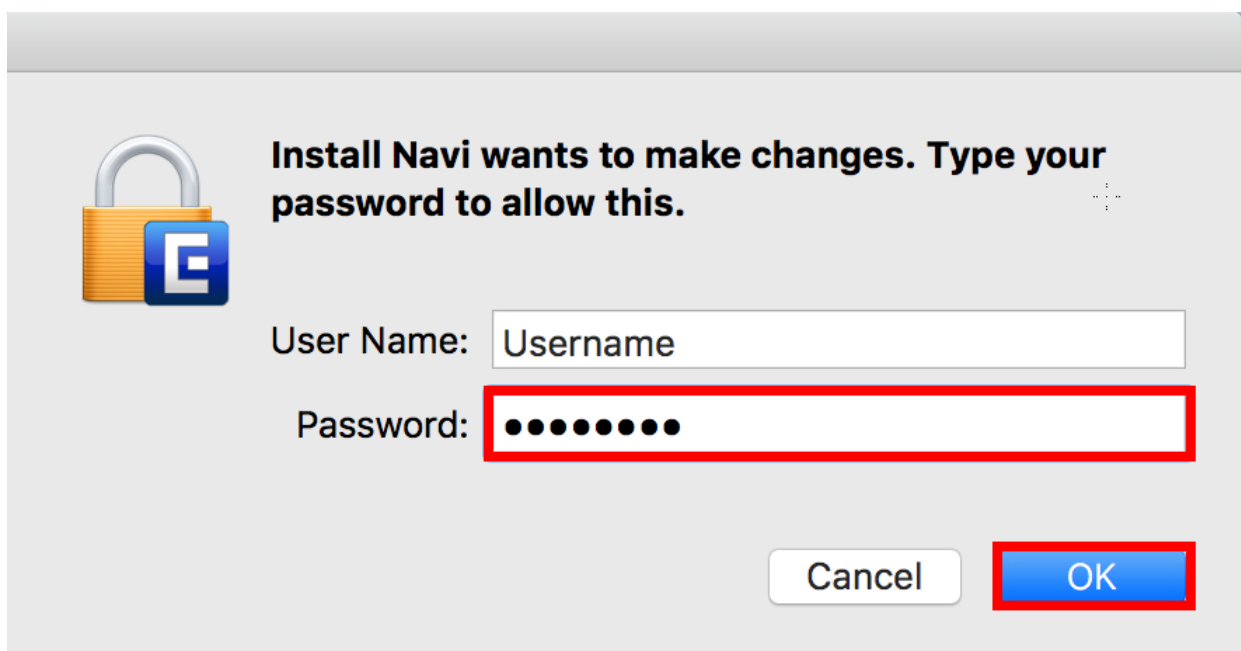 Install Navi wants to make changes. Type your
password to allow this.
User Name: Username
Password: ●●●●●●●●
Cancel OK